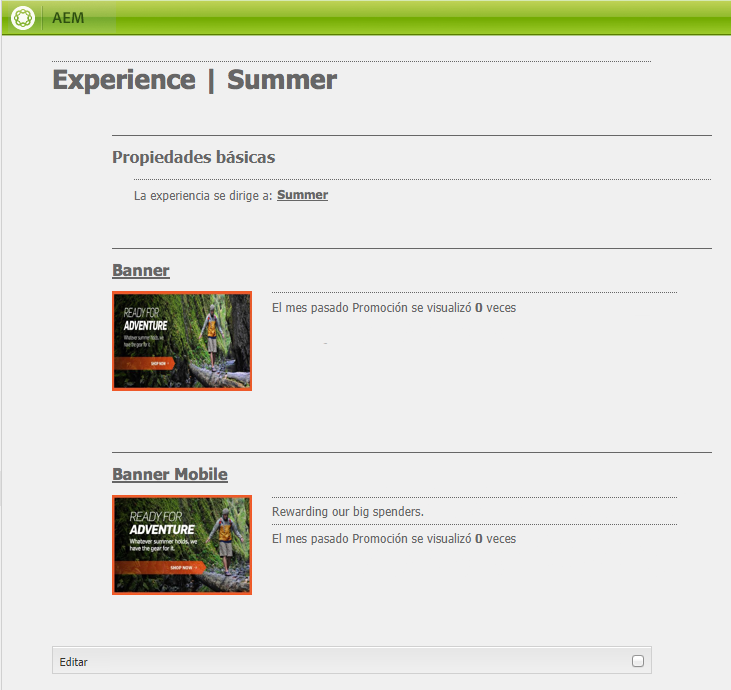 AEM
Experience | Summer
Propiedades básicas
La experiencia se dirige a: Summer
Banner
READY FOR
ADVENTURE
Whatever summer holds, we
have the gear for it.
SHOP NOW
El mes pasado Promoción se visualizó 0 veces
Banner Mobile
READY FOR
ADVENTURE
Whatever summer holds, we
have the gear for it.
SHOP NOW
Rewarding our big spenders.
El mes pasado Promoción se visualizó 0 veces
Editar